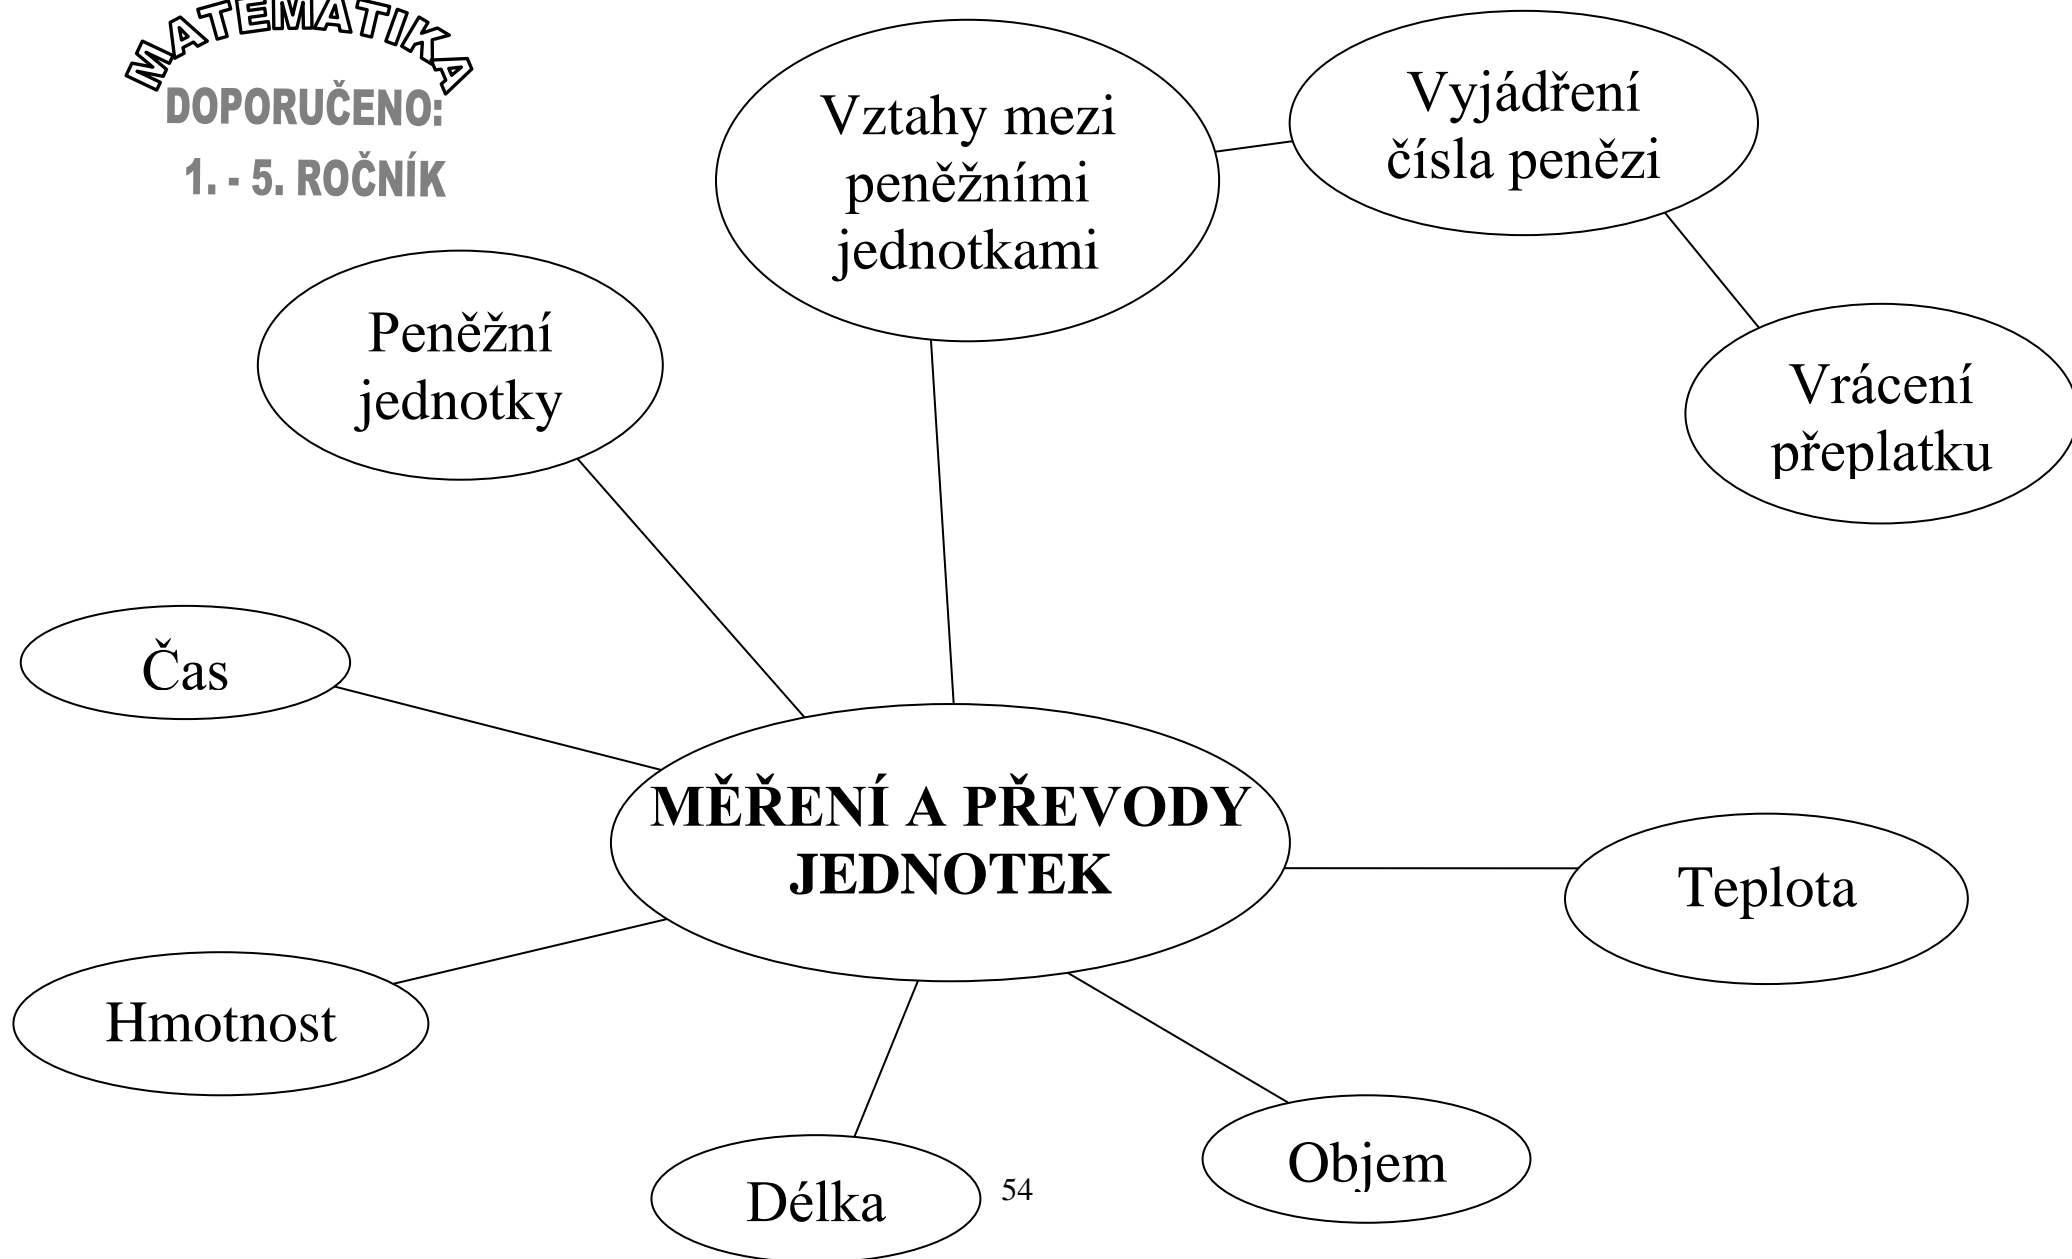 MATEMATIKA
DOPORUČENO:
1. - 5. ROČNÍK
Vztahy mezi
peněžními
jednotkami
Vyjádření
čísla penězi
Peněžní
jednotky
Vrácení
přeplatku
Čas
MĚŘENÍ A PŘEVODY
JEDNOTEK
Teplota
Hmotnost
Objem
Délka
54